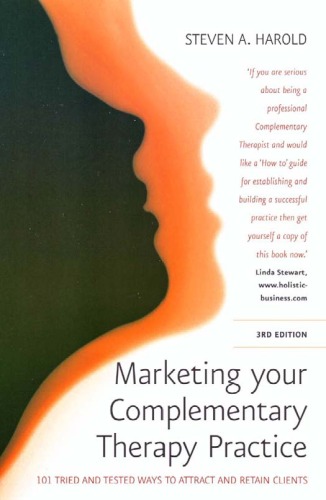 STEVEN A. HAROLD
'If you are serious
about being a
professional
Complementary
Therapist and would
like a 'How to' guide
for establishing and
building a successful
practice then get
yourself a copy of
this book now.'
Linda Stewart,
www.holistic-
business.com
3RD EDITION
Marketing your
Complementary
Therapy Practice
101 TRIED AND TESTED WAYS TO ATTRACT AND RETAIN CLIENTS